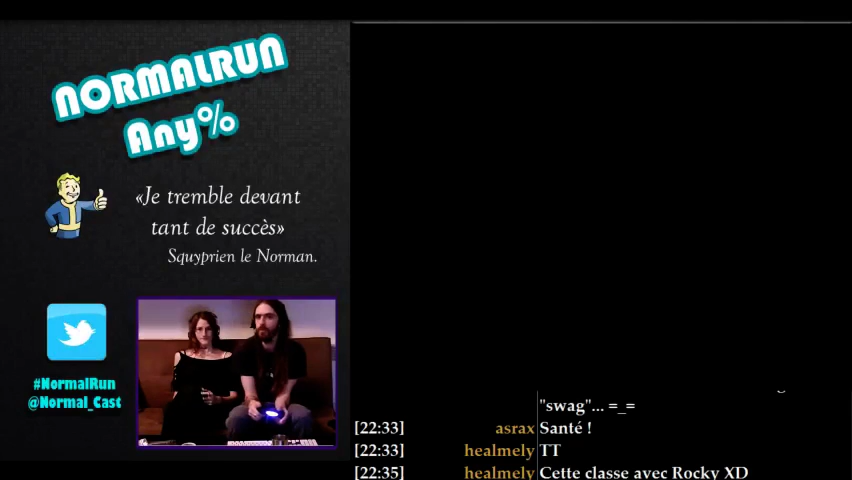 NORMALRUN
Any%
«Je tremble devant
tant de succès»
Squyprien le Norman.
#NormalRun
@Normal_Cast
"swag"... =_=
[22:33] asrax Santé !
[22:33] healmely TT
[22:35] healmely Cette classe avec Rocky XD